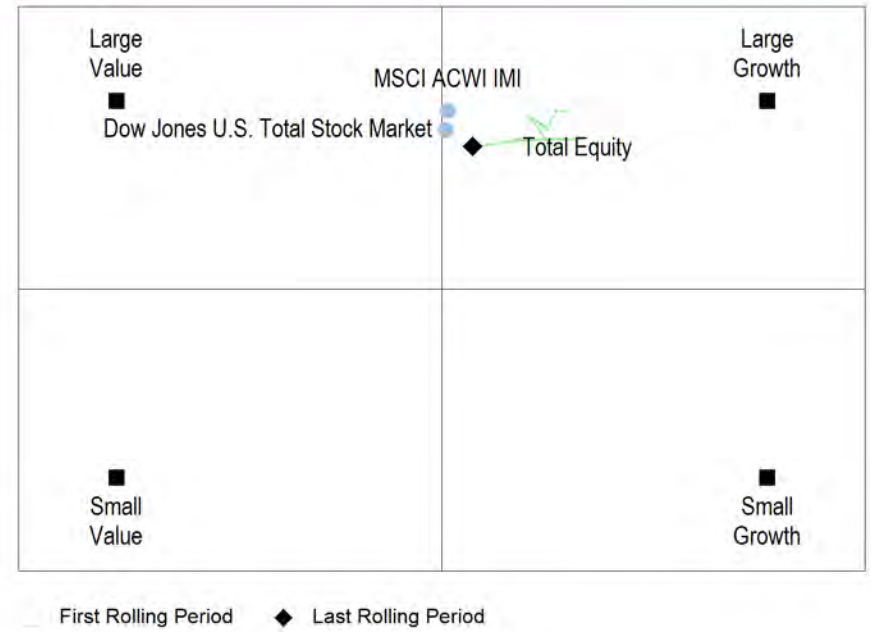 Large
Value
Large
Growth
MSCI ACWI IMI
Dow Jones U.S. Total Stock Market
Total Equity
Small
Value
Small
Growth
First Rolling Period
Last Rolling Period